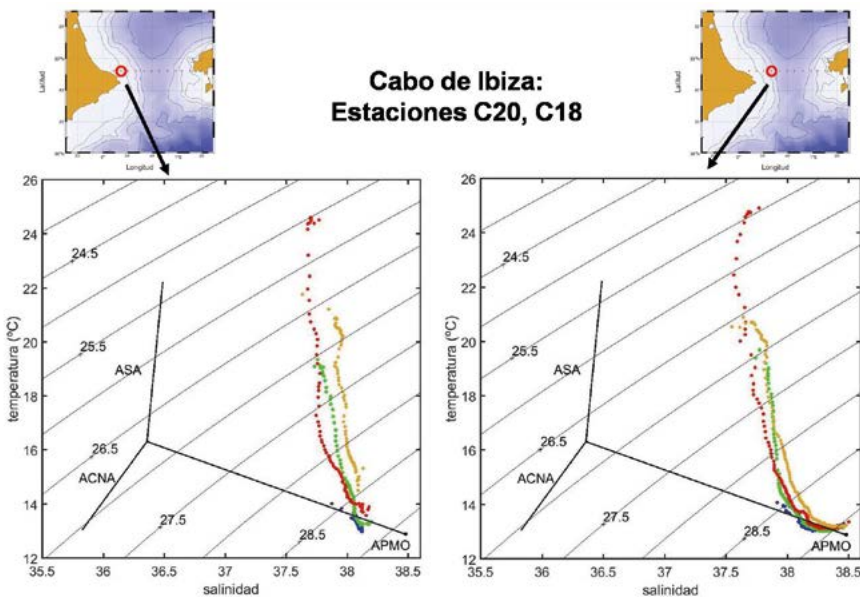 Cabo de Ibiza:
Estaciones C20, C18
Latitud
Longitud
Latitud
Longitud
26
24
22
20
18
16
14
12
temperatura (ºC)
24.5
25.5
26.5
27.5
28.5
ASA
ACNA
APMO
35.5 36 36.5 37 37.5 38 38.5
salinidad
26
24
22
20
18
16
14
12
temperatura (ºC)
24.5
25.5
26.5
27.5
28.5
ASA
ACNA
APMO
35.5 36 36.5 37 37.5 38 38.5
salinidad